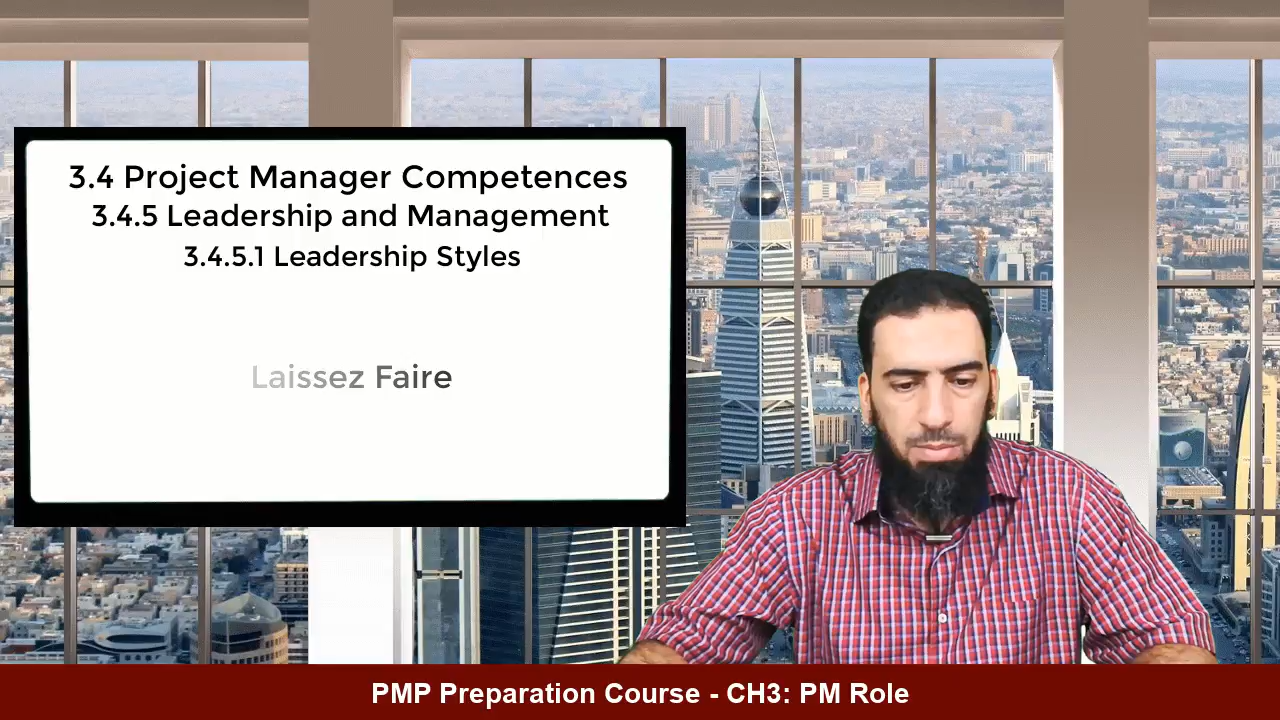 3.4 Project Manager Competences
3.4.5 Leadership and Management
3.4.5.1 Leadership Styles
Laissez Faire
PMP Preparation Course - CH3: PM Role